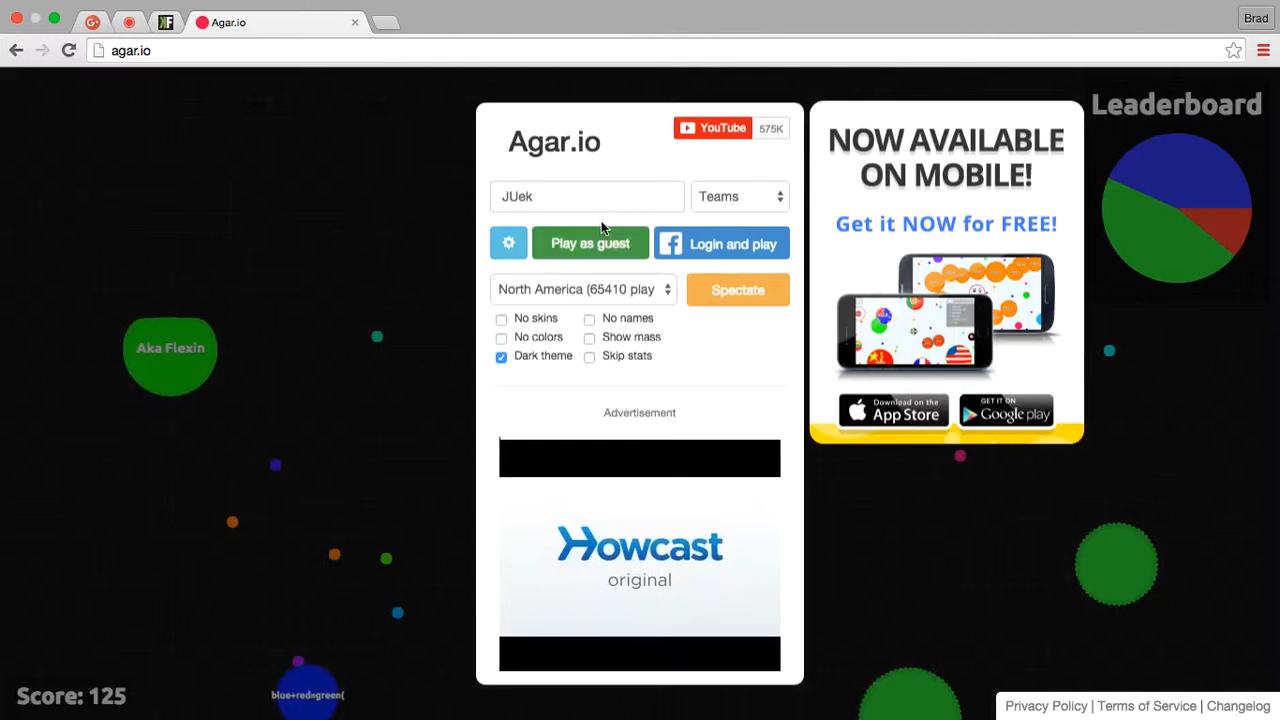 Agar.io
Brad
agar.io
Leaderboard
Agar.io
YouTube 575K
JUek
Teams
Play as guest
Login and play
North America (65410 play
Spectate
No skins
No names
No colors
Show mass
Dark theme
Skip stats
Advertisement
Howcast
original
NOW AVAILABLE
ON MOBILE!
Get it NOW for FREE!
Download on the
App Store
GET IT ON
Google play
Aka Flexin
blue+red=green(
Score: 125
Privacy Policy | Terms of Service | Changelog